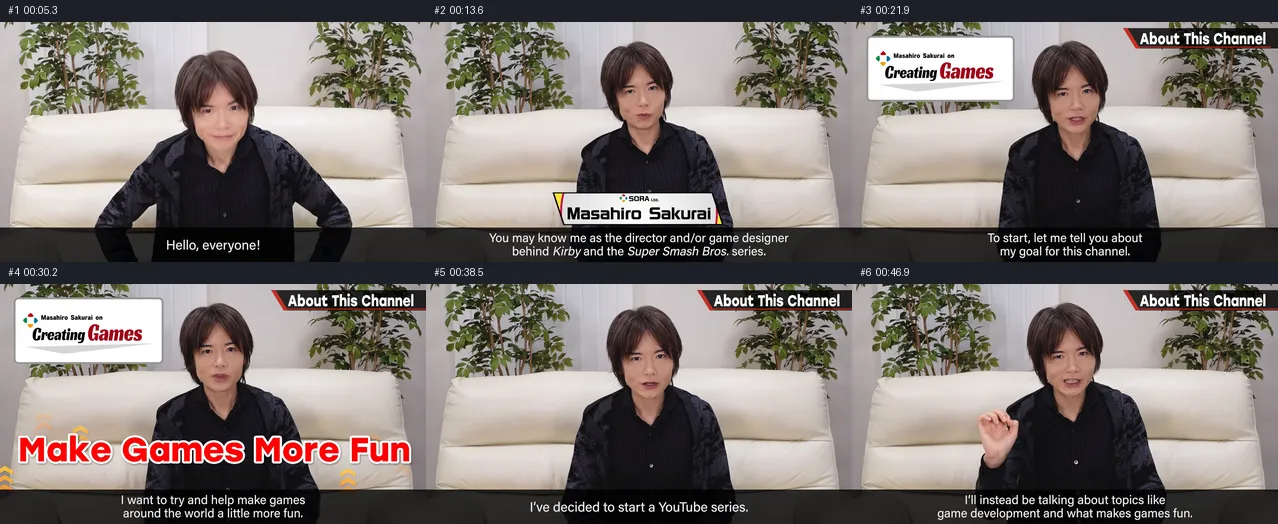 #1 00:05.3
Hello, everyone!
#2 00:13.6
SORA Ltd.
Masahiro Sakurai
You may know me as the director and/or game designer
behind Kirby and the Super Smash Bros. series.
#3 00:21.9
About This Channel
Masahiro Sakurai on
Creating Games
To start, let me tell you about
my goal for this channel.
#4 00:30.2
About This Channel
Masahiro Sakurai on
Creating Games
Make Games More Fun
I want to try and help make games
around the world a little more fun.
#5 00:38.5
About This Channel
I've decided to start a YouTube series.
#6 00:46.9
About This Channel
I'll instead be talking about topics like
game development and what makes games fun.